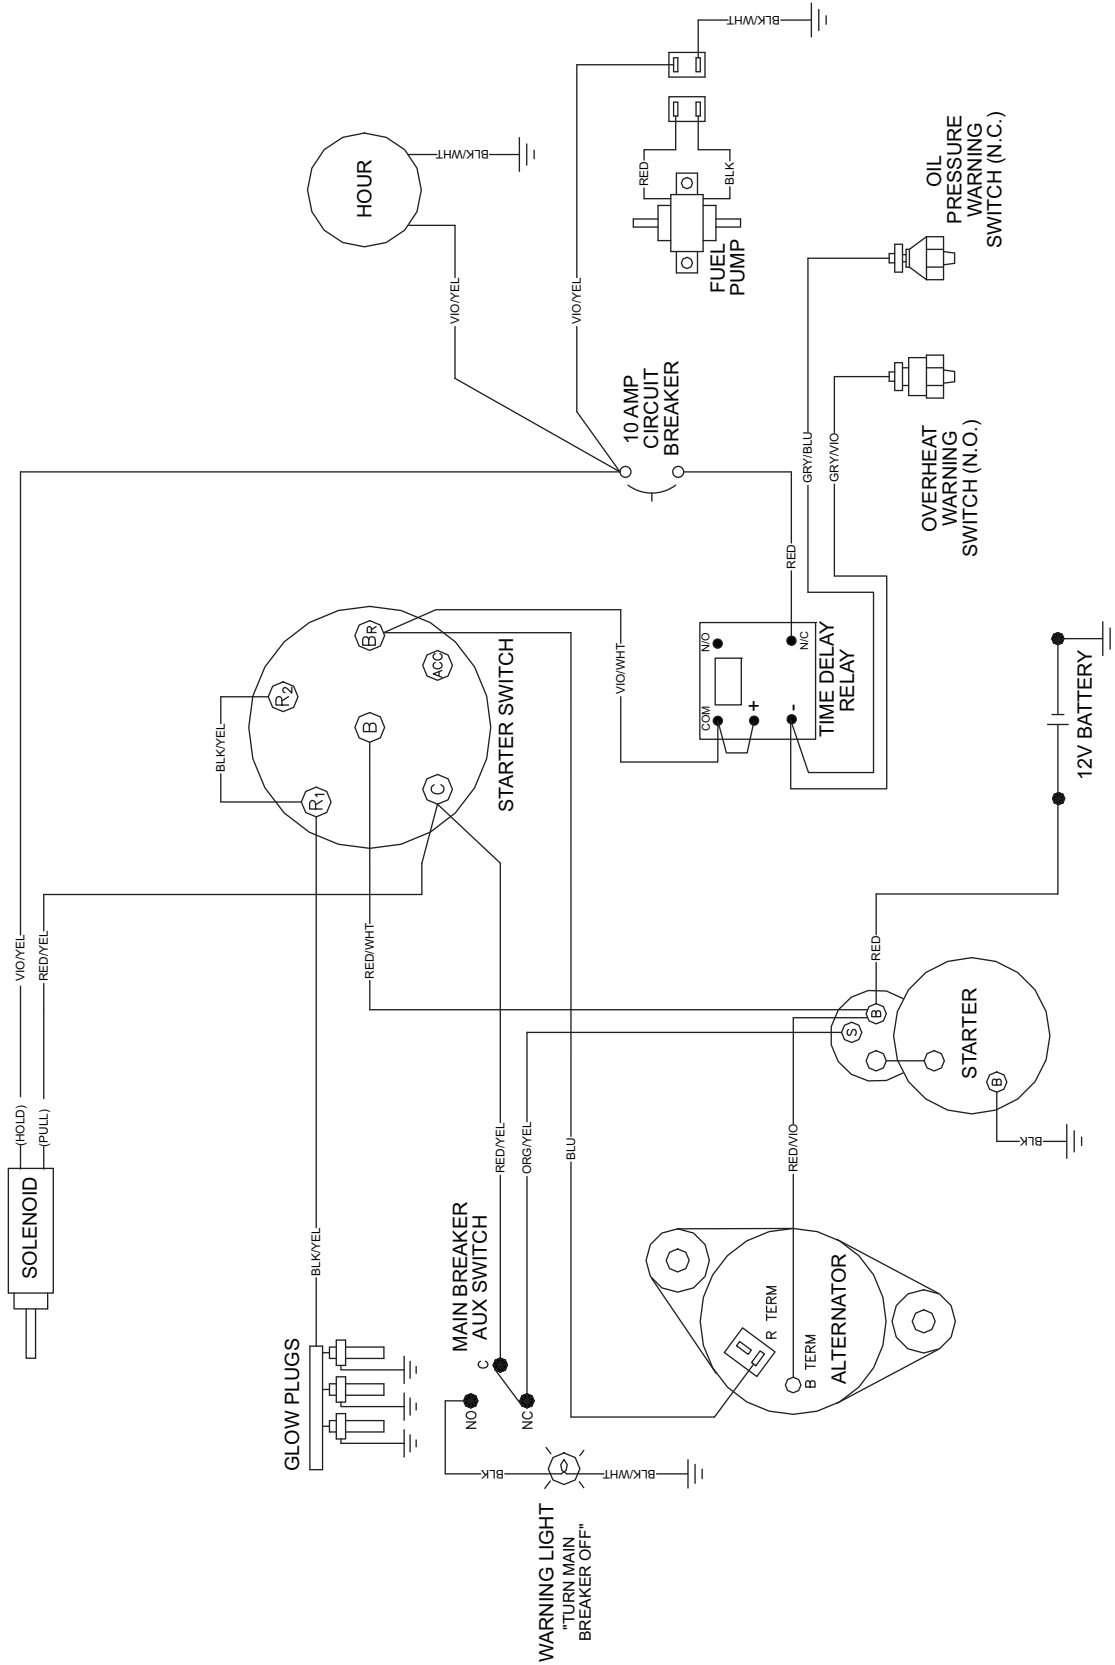 SOLENOID
(HOLD)
VIO/YEL
(PULL)
RED/YEL
BLK/YEL
R2
GLOW PLUGS
BLK/YEL
R1
RED/WHT
B
BR
HOUR
C
ACC
STARTER SWITCH
VIO/YEL
BLK/WHT
MAIN BREAKER
AUX SWITCH
C
NO
NC
RED/YEL
ORG/YEL
BLU
BLK
BLK/WHT
WARNING LIGHT
"TURN MAIN
BREAKER OFF"
VIO/YEL
VIO/WHT
10 AMP
CIRCUIT
BREAKER
RED
BLK
FUEL
PUMP
BLK/WHT
COM
N/O
+
-
N/C
TIME DELAY
RELAY
RED
GRY/BLU
GRY/VIO
R TERM
B TERM
ALTERNATOR
RED/VIO
S
B
RED
STARTER
B
BLK
OVERHEAT
WARNING
SWITCH (N.O.)
OIL
PRESSURE
WARNING
SWITCH (N.C.)
12V BATTERY